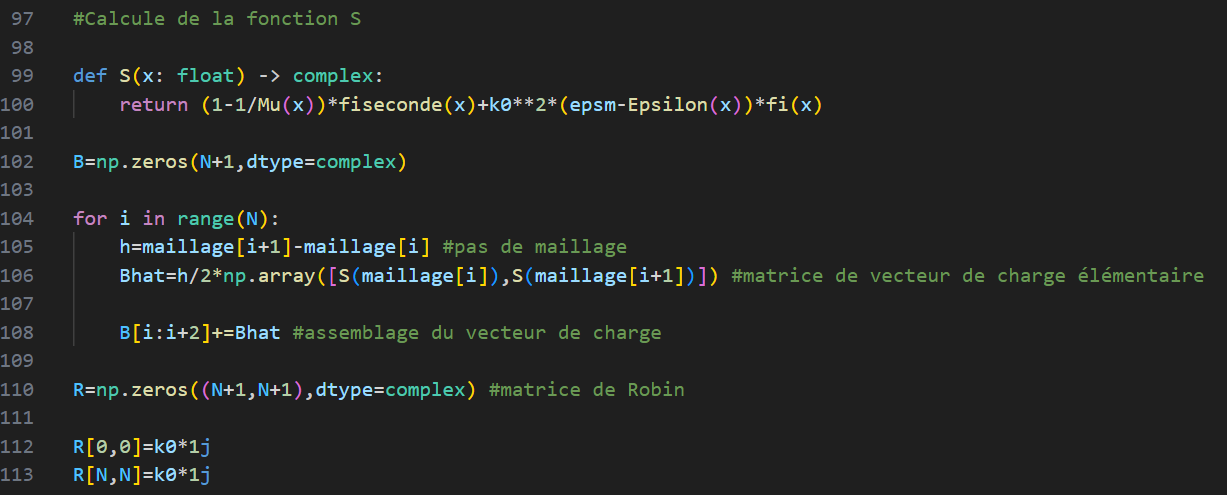 97 #Calcule de la fonction S
98
99 def S(x: float) -> complex:
100 return (1-1/Mu(x))*fiseconde(x)+k0**2*(epsm-Epsilon(x))*fi(x)
101
102 B=np.zeros(N+1,dtype=complex)
103
104 for i in range(N):
105 h=maillage[i+1]-maillage[i] #pas de maillage
106 Bhat=h/2*np.array([S(maillage[i]),S(maillage[i+1])]) #matrice de vecteur de charge élémentaire
107
108 B[i:i+2]+=Bhat #assemblage du vecteur de charge
109
110 R=np.zeros((N+1,N+1),dtype=complex) #matrice de Robin
111
112 R[0,0]=k0*1j
113 R[N,N]=k0*1j